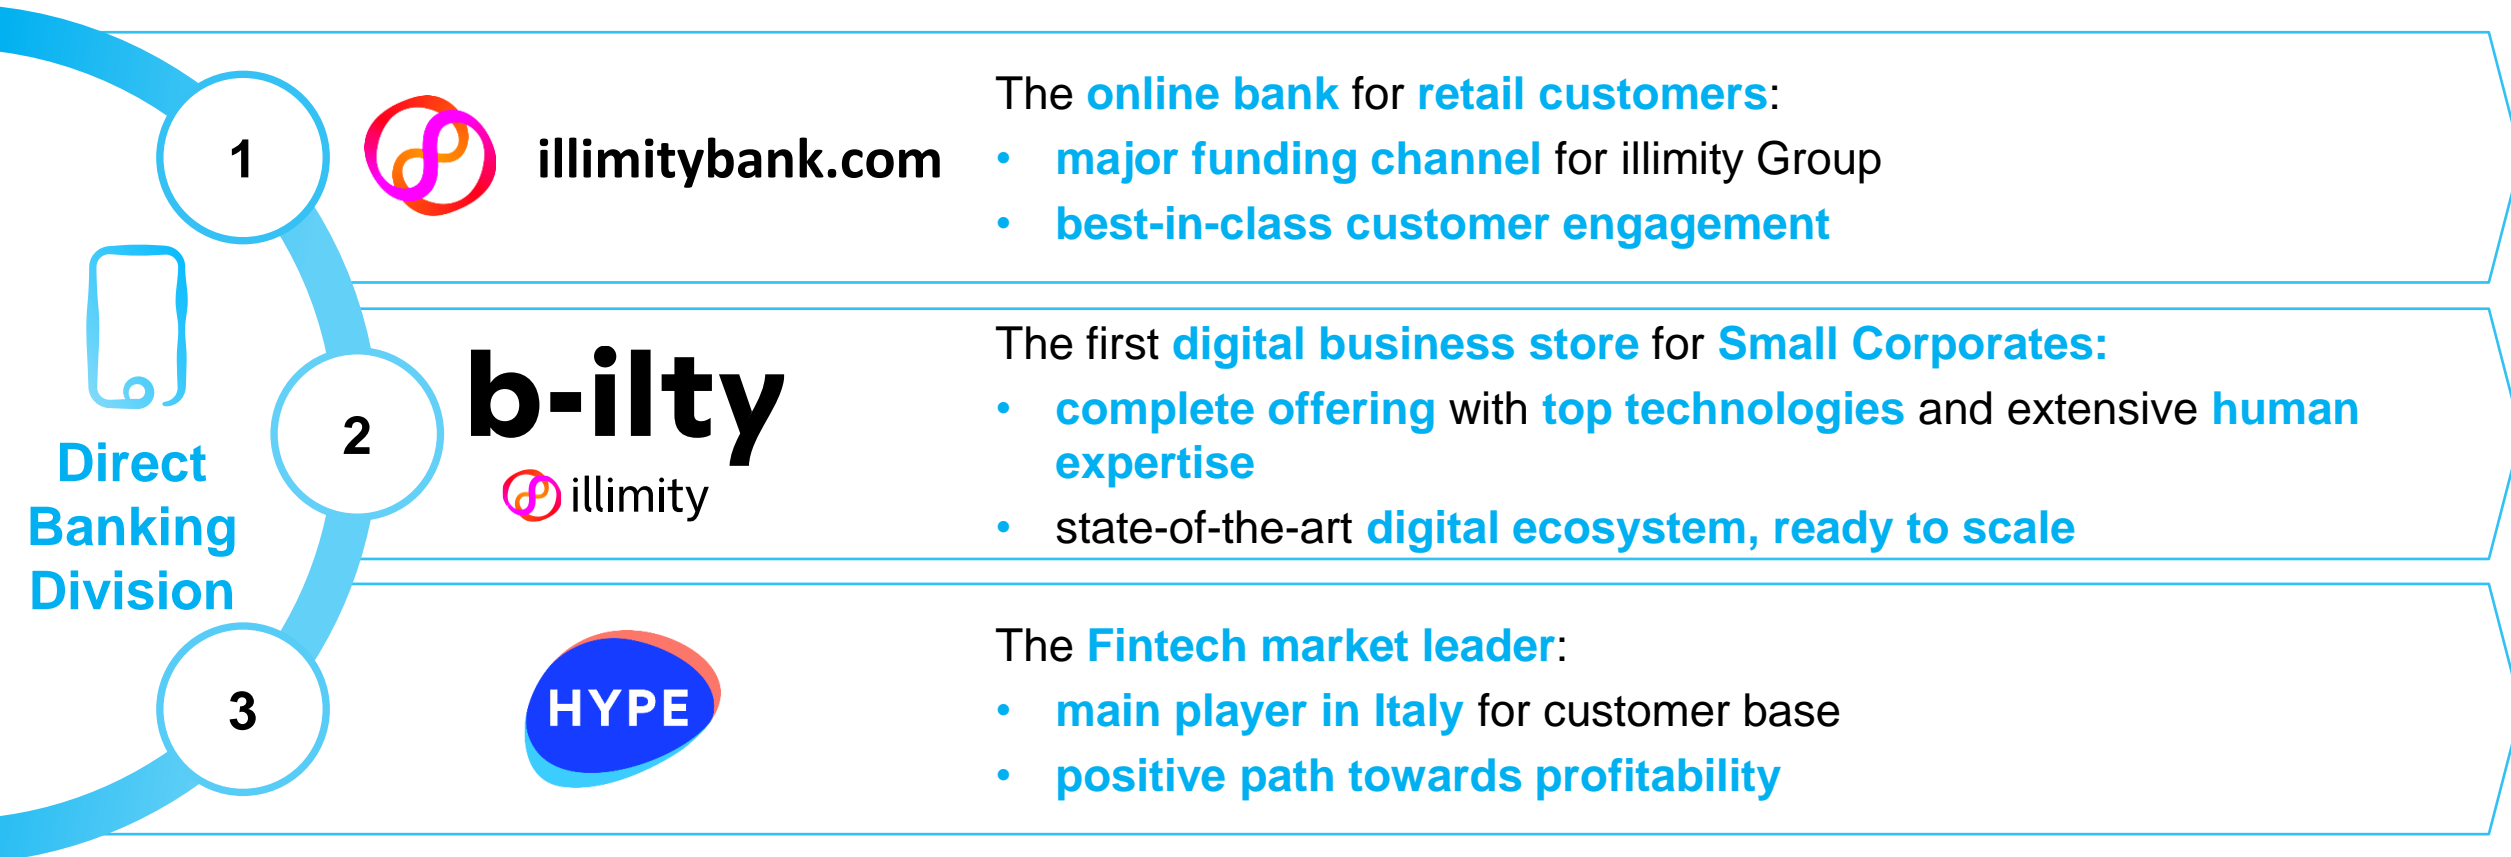 Direct
Banking
Division
1
illimitybank.com
The online bank for retail customers:
• major funding channel for illimity Group
• best-in-class customer engagement
2
b-ilty
illimity
The first digital business store for Small Corporates:
• complete offering with top technologies and extensive human
expertise
• state-of-the-art digital ecosystem, ready to scale
3
HYPE
The Fintech market leader:
• main player in Italy for customer base
• positive path towards profitability